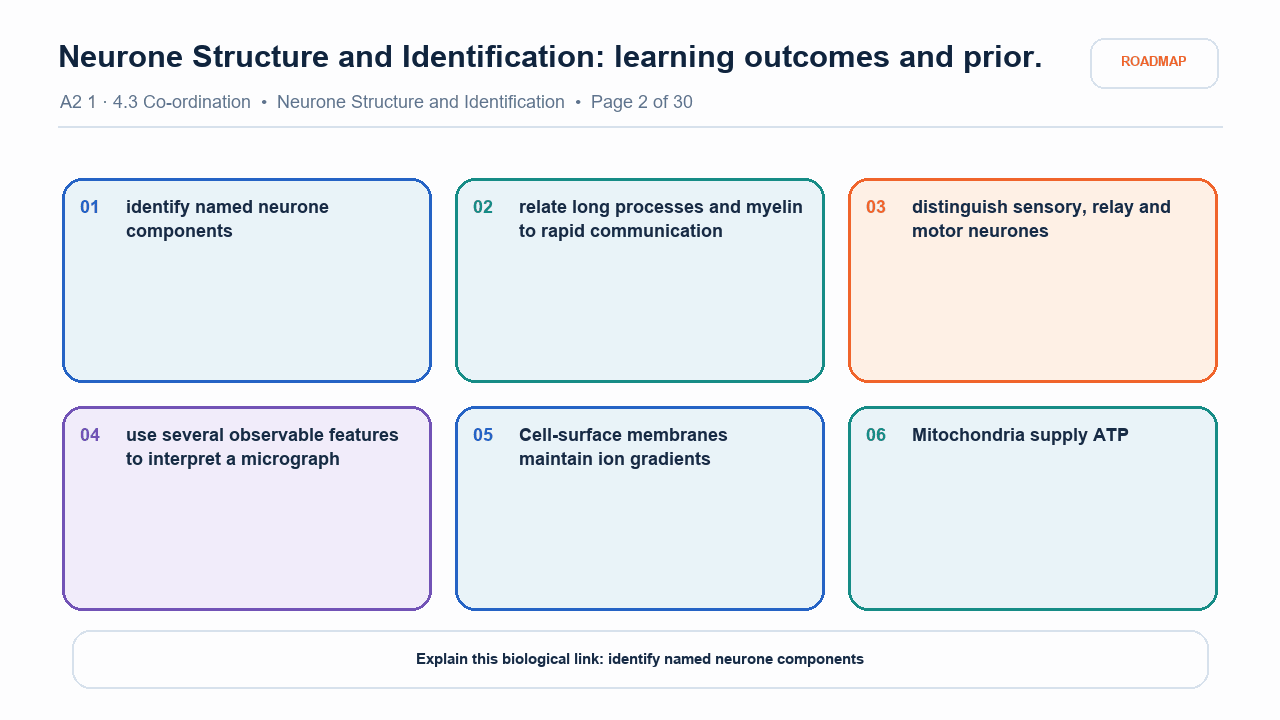 Neurone Structure and Identification: learning outcomes and prior.
ROADMAP
A2 1 · 4.3 Co-ordination • Neurone Structure and Identification • Page 2 of 30
01 identify named neurone
components
02 relate long processes and myelin
to rapid communication
03 distinguish sensory, relay and
motor neurones
04 use several observable features
to interpret a micrograph
05 Cell-surface membranes
maintain ion gradients
06 Mitochondria supply ATP
Explain this biological link: identify named neurone components